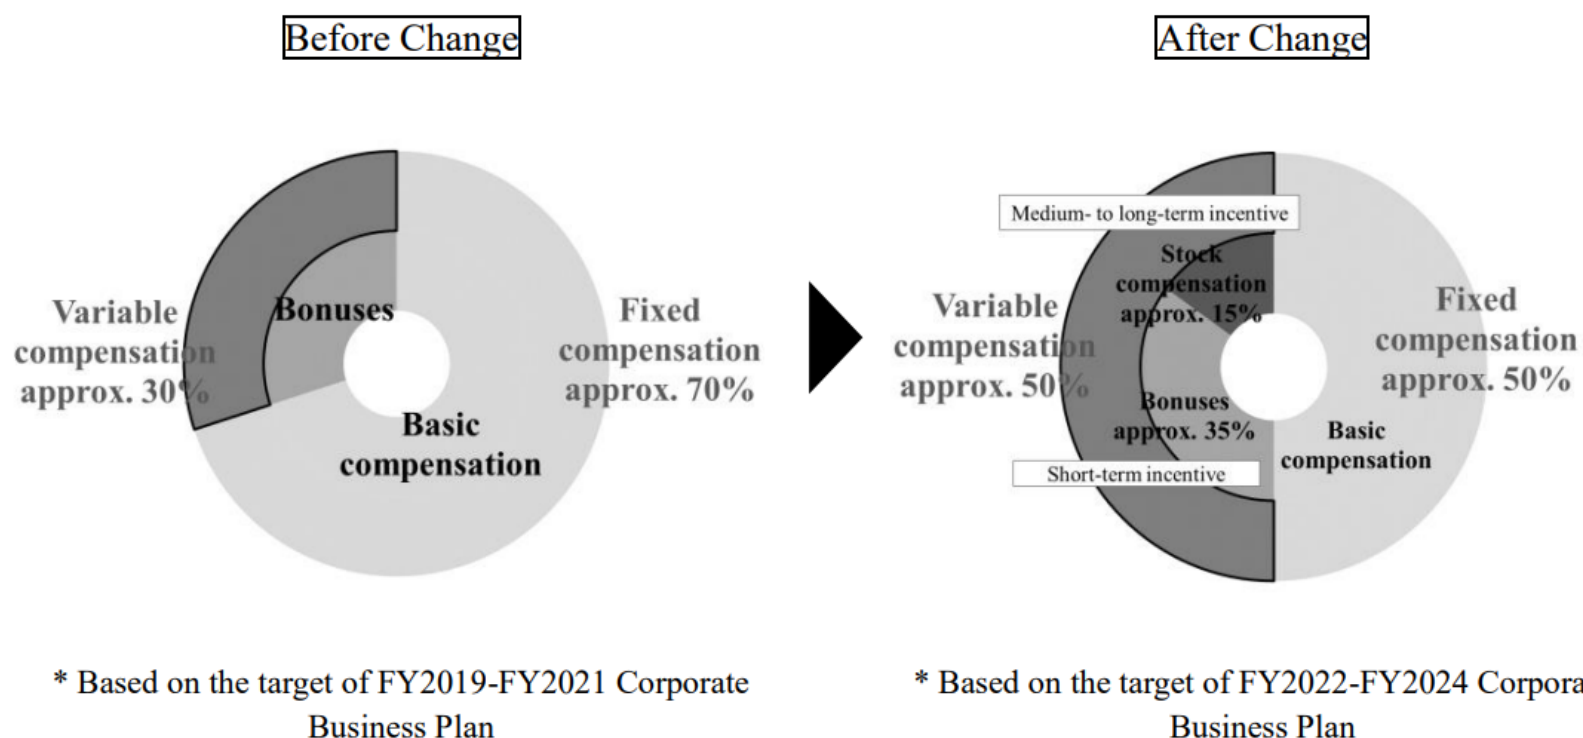 Before Change
Variable
compensation
approx. 30%
Bonuses
Fixed
compensation
approx. 70%
Basic
compensation
* Based on the target of FY2019-FY2021 Corporate
Business Plan
After Change
Medium- to long-term incentive
Stock
compensation
approx. 15%
Variable
compensation
approx. 50%
Fixed
compensation
approx. 50%
Bonuses
approx. 35%
Basic
compensation
Short-term incentive
* Based on the target of FY2022-FY2024 Corpora
Business Plan